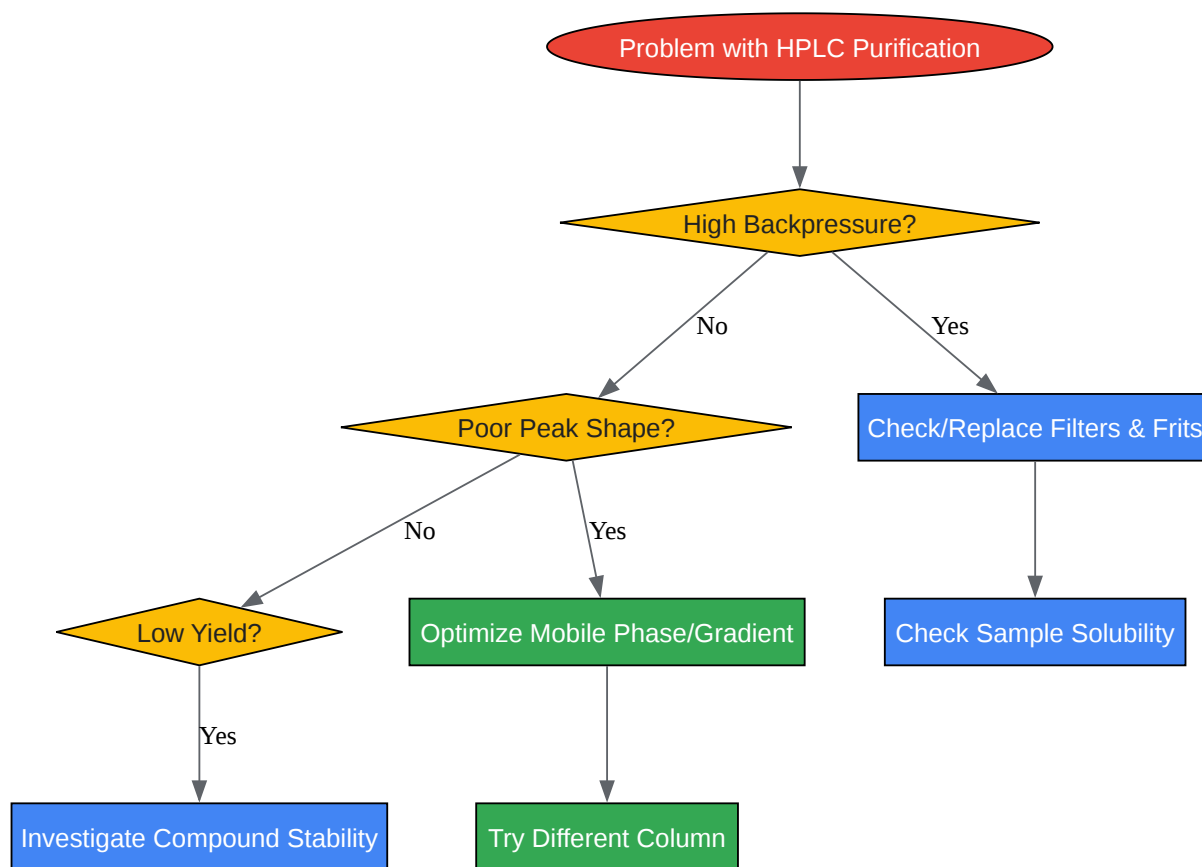 Problem with HPLC Purification
High Backpressure?
No
Yes
Poor Peak Shape?
Check/Replace Filters & Frits
No
Yes
Low Yield?
Optimize Mobile Phase/Gradient
Check Sample Solubility
Yes
Investigate Compound Stability
Try Different Column